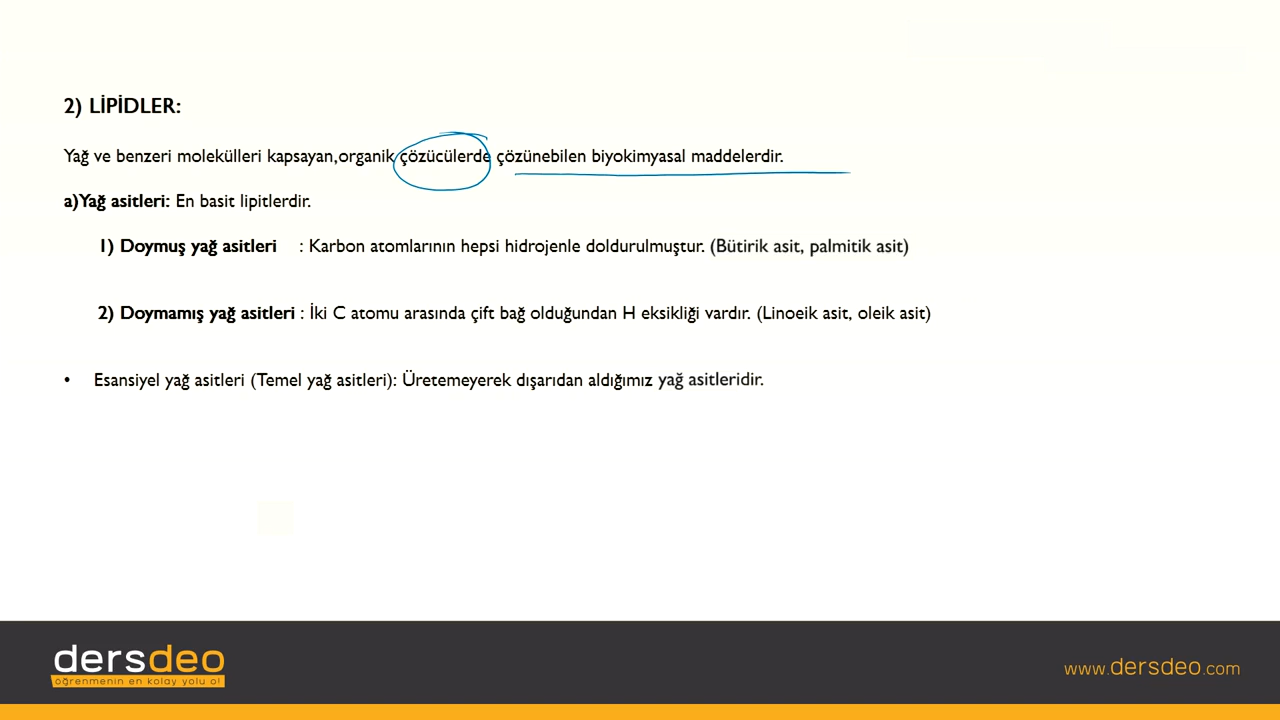 2) LİPİDLER:
Yağ ve benzeri molekülleri kapsayan,organik çözücülerde çözünebilen biyokimyasal maddelerdir.
a)Yağ asitleri: En basit lipitlerdir.
1) Doymuş yağ asitleri : Karbon atomlarının hepsi hidrojenle doldurulmuştur. (Bütirik asit, palmitik asit)
2) Doymamış yağ asitleri : İki C atomu arasında çift bağ olduğundan H eksikliği vardır. (Linoeik asit, oleik asit)
• Esansiyel yağ asitleri (Temel yağ asitleri): Üretemeyerek dışarıdan aldığımız yağ asitleridir.
dersdeo
öğrenmenin en kolay yolu o!
www.dersdeo.com